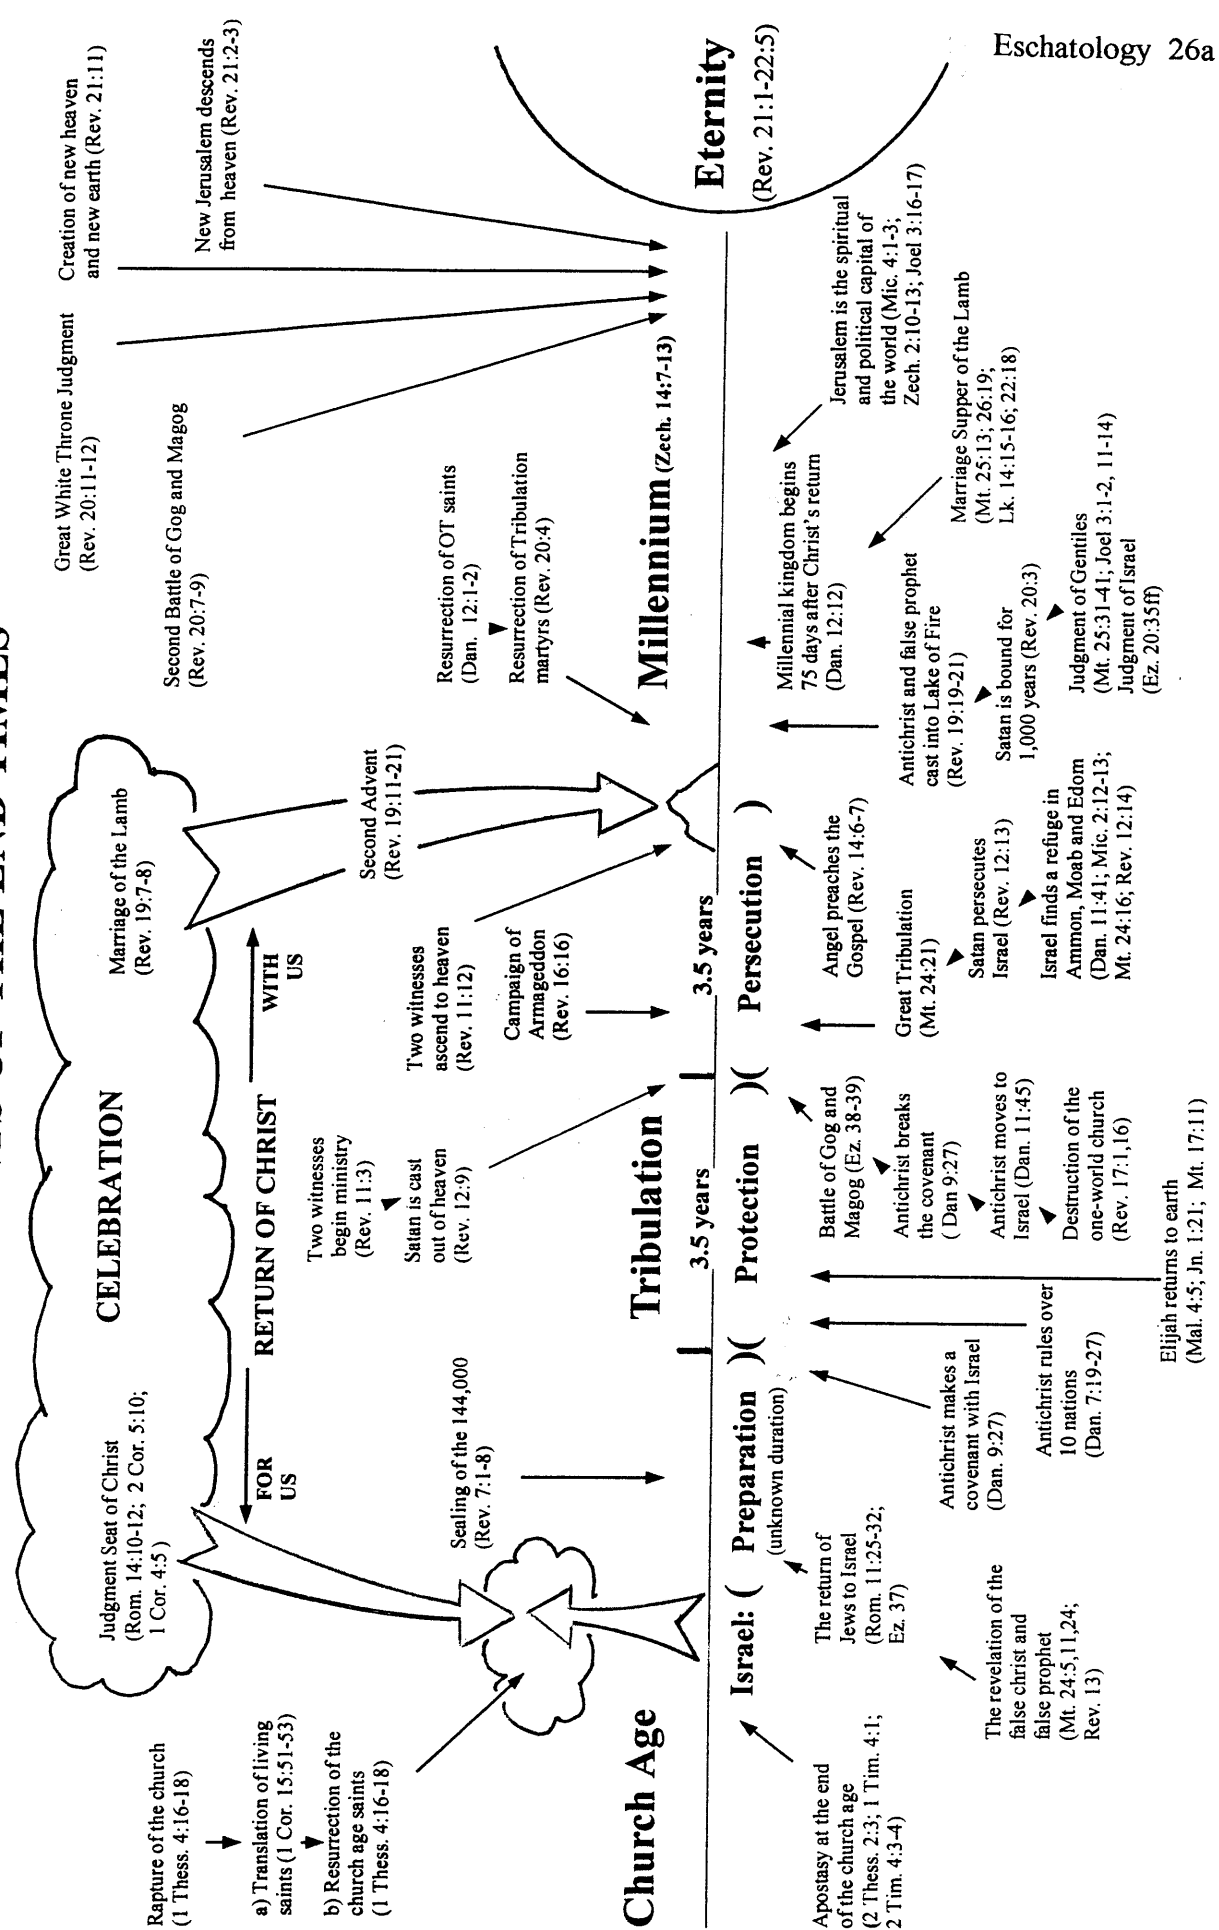 Eschatology 26a
Rapture of the church
(1 Thess. 4:16-18)
a) Translation of living
saints (1 Cor. 15:51-53)
b) Resurrection of the
church age saints
(1 Thess. 4:16-18)
Judgment Seat of Christ
(Rom. 14:10-12; 2 Cor. 5:10;
1 Cor. 4:5)
CELEBRATION
Marriage of the Lamb
(Rev. 19:7-8)
FOR
US
RETURN OF CHRIST
WITH
US
Great White Throne Judgment
(Rev. 20:11-12)
Creation of new heaven
and new earth (Rev. 21:11)
Second Battle of Gog and Magog
(Rev. 20:7-9)
New Jerusalem descends
from heaven (Rev. 21:2-3)
Sealing of the 144,000
(Rev. 7:1-8)
Two witnesses
begin ministry
(Rev. 11:3)
Satan is cast
out of heaven
(Rev. 12:9)
Two witnesses
ascend to heaven
(Rev. 11:12)
Campaign of
Armageddon
(Rev. 16:16)
Second Advent
(Rev. 19:11-21)
Resurrection of OT saints
(Dan. 12:1-2)
Resurrection of Tribulation
martyrs (Rev. 20:4)
Church Age
Tribulation
Millennium (Zech. 14:7-13)
Eternity
(Rev. 21:1-22:5)
3.5 years
3.5 years
Israel: ( Preparation )( Protection )( Persecution )
(unknown duration)
Apostasy at the end
of the church age
(2 Thess. 2:3; 1 Tim. 4:1;
2 Tim. 4:3-4)
The return of
Jews to Israel
(Rom. 11:25-32;
Ez. 37)
The revelation of the
false christ and
false prophet
(Mt. 24:5,11,24;
Rev. 13)
Antichrist makes a
covenant with Israel
(Dan. 9:27)
Antichrist rules over
10 nations
(Dan. 7:19-27)
Elijah returns to earth
(Mal. 4:5; Jn. 1:21; Mt. 17:11)
Battle of Gog and
Magog (Ez. 38-39)
Antichrist breaks
the covenant
( Dan 9:27)
Antichrist moves to
Israel (Dan. 11:45)
Destruction of the
one-world church
(Rev. 17:1,16)
Great Tribulation
(Mt. 24:21)
Satan persecutes
Israel (Rev. 12:13)
Israel finds a refuge in
Ammon, Moab and Edom
(Dan. 11:41; Mic. 2:12-13;
Mt. 24:16; Rev. 12:14)
Angel preaches the
Gospel (Rev. 14:6-7)
Antichrist and false prophet
cast into Lake of Fire
(Rev. 19:19-21)
Satan is bound for
1,000 years (Rev. 20:3)
Judgment of Gentiles
(Mt. 25:31-41; Joel 3:1-2, 11-14)
Judgment of Israel
(Ez. 20:35ff)
Millennial kingdom begins
75 days after Christ's return
(Dan. 12:12)
Marriage Supper of the Lamb
(Mt. 25:13; 26:19;
Lk. 14:15-16; 22:18)
Jerusalem is the spiritual
and political capital of
the world (Mic. 4:1-3;
Zech. 2:10-13; Joel 3:16-17)